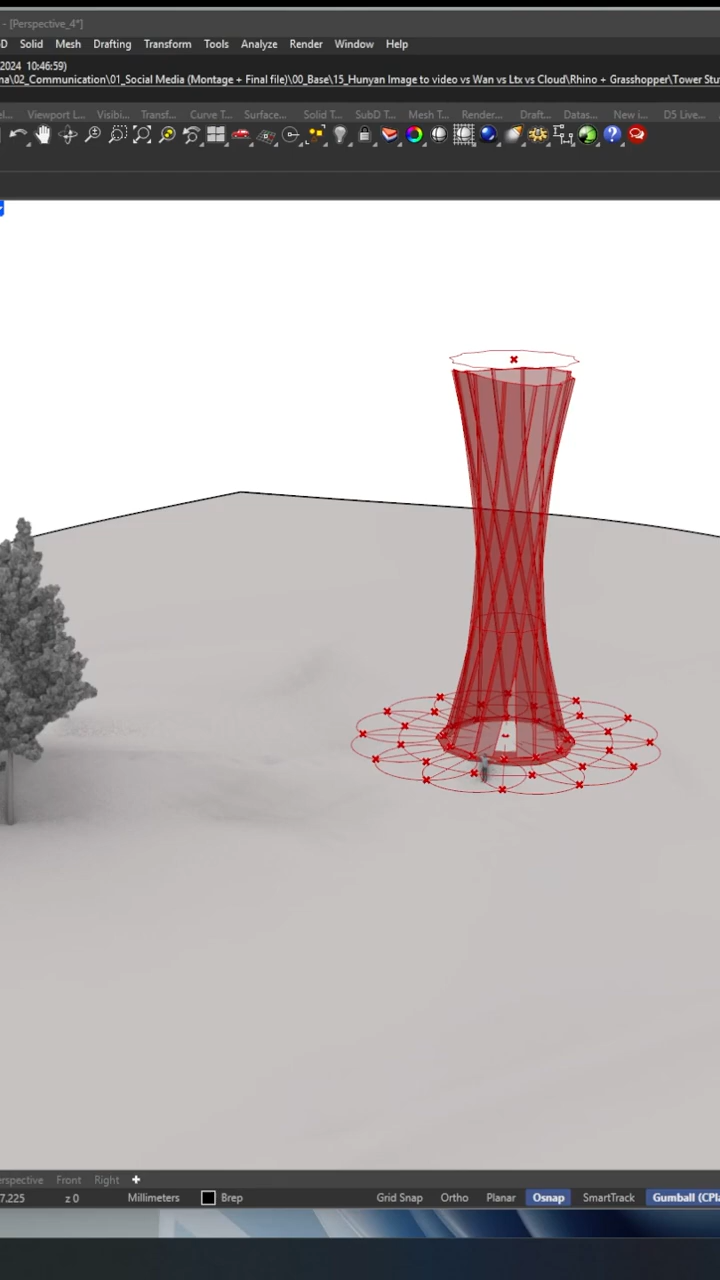 - [Perspective_4*]
D Solid Mesh Drafting Transform Tools Analyze Render Window Help
2024 10:46:59)
na\02_Communication\01_Social Media (Montage + Final file)\00_Base\15_Hunyan Image to video vs Wan vs Ltx vs Cloud\Rhino + Grasshopper\Tower Stu
el... Viewport L... Visibi... Transf... Curve T... Surface... Solid T... SubD T... Mesh T... Render... Draft... Datas... New i... D5 Live...
erspective Front Right
7.225 z 0 Millimeters Brep Grid Snap Ortho Planar Osnap SmartTrack Gumball (CPla